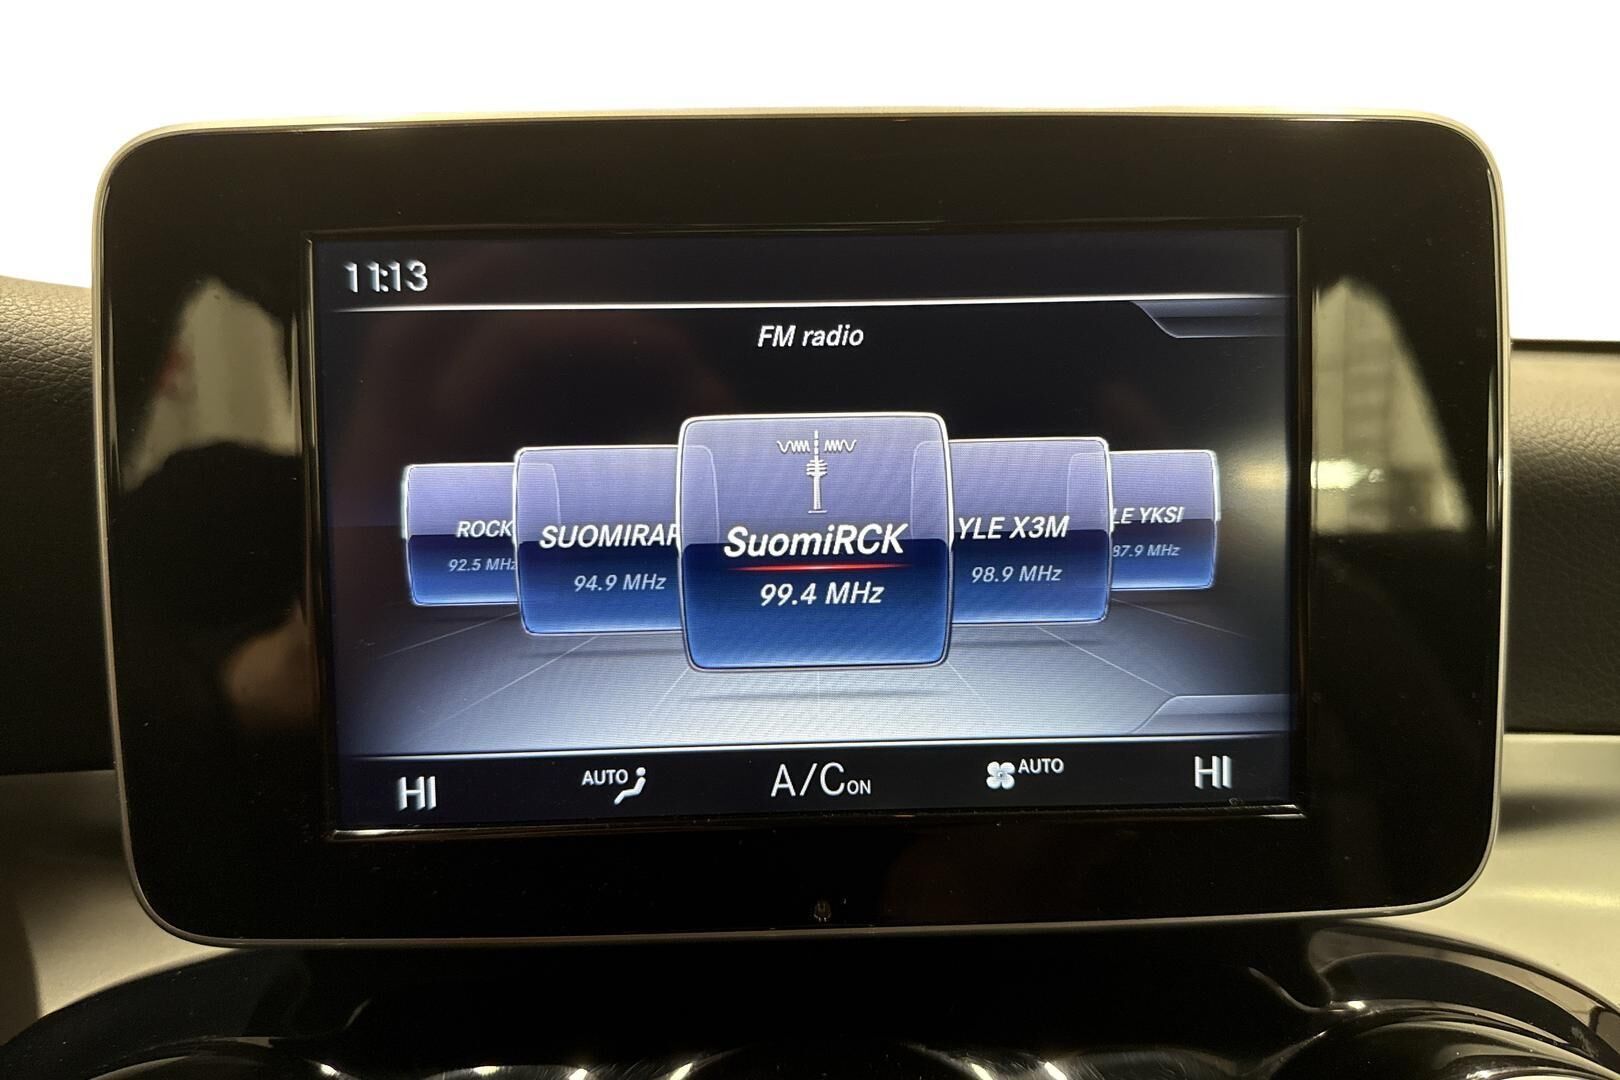 11:13
FM radio
ROCK
92.5 MHz
SUOMIRAP
94.9 MHz
SuomiRCK
99.4 MHz
YLE X3M
98.9 MHz
LE YKSI
87.9 MHz
HI
AUTO
A/C ON
AUTO
HI